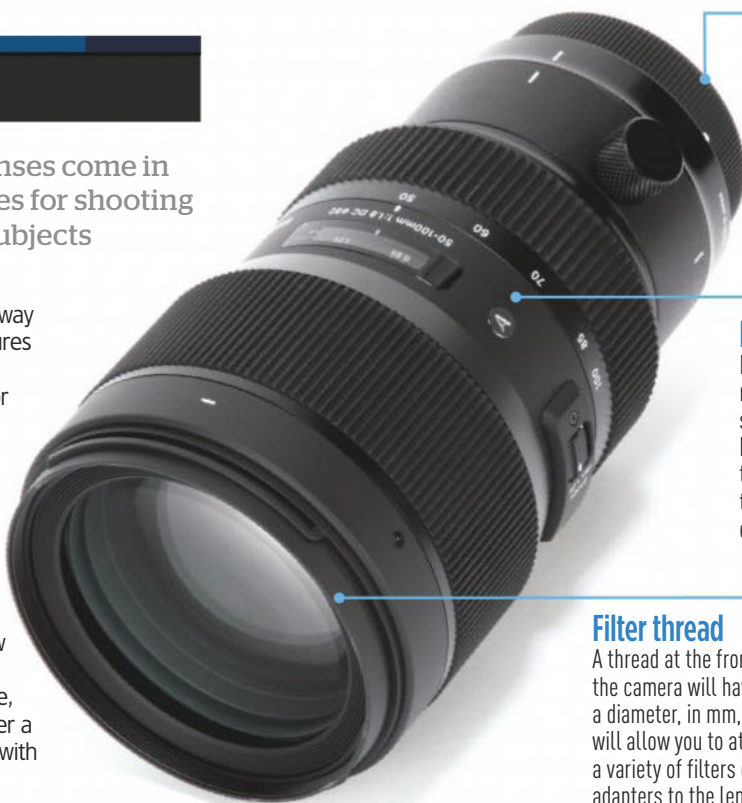 nses come in
es for shooting
ubjects
way
ures
or
w
e,
er a
with
50
60
70
85
100
50-100mm 1:1.8 DC
A
Filter thread
A thread at the fron
the camera will hav
a diameter, in mm,
will allow you to at
a variety of filters
adapters to the len